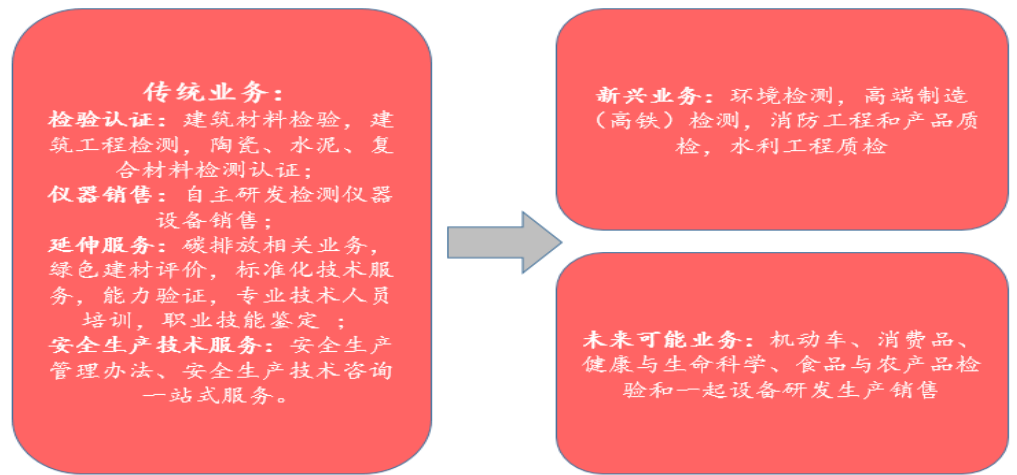 传统业务：
检验认证：建筑材料检验，建
筑工程检测，陶瓷、水泥、复
合材料检测认证；
仪器销售：自主研发检测仪器
设备销售；
延伸服务：碳排放相关业务，
绿色建材评价，标准化技术服
务，能力验证，专业技术人员
培训，职业技能鉴定 ；
安全生产技术服务：安全生产
管理办法、安全生产技术咨询
一站式服务。
新兴业务：环境检测，高端制造
（高铁）检测，消防工程和产品质
检，水利工程质检
未来可能业务：机动车、消费品、
健康与生命科学、食品与农产品检
验和一起设备研发生产销售